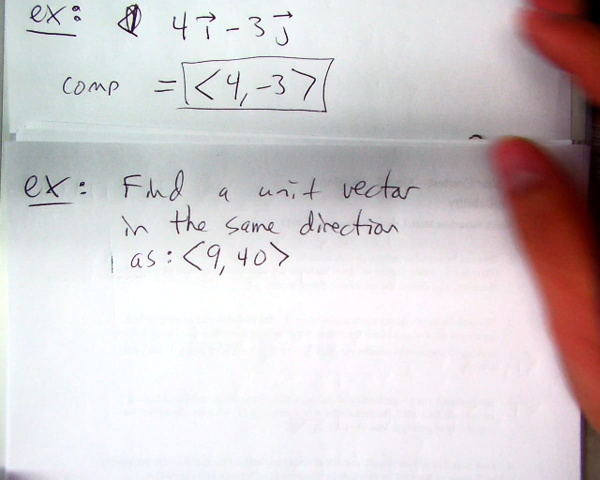 ex: 4i⃗ - 3j⃗
comp = <4, -3>
ex: Find a unit vector
in the same direction
as: <9, 40>